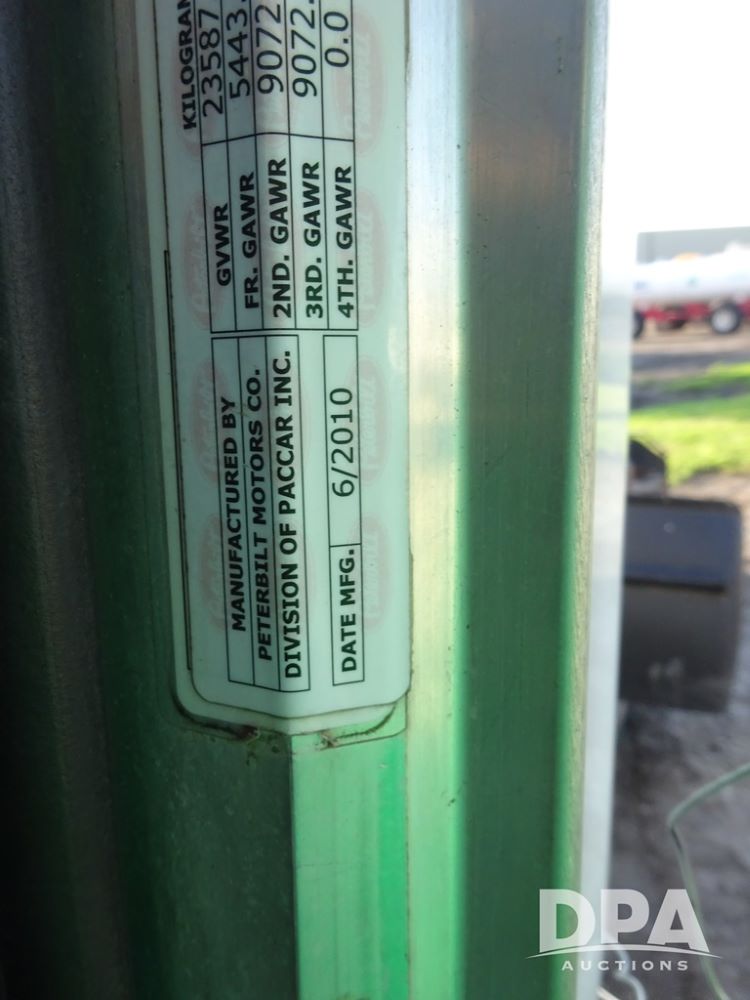 MANUFACTURED BY
PETERBILT MOTORS CO.
DIVISION OF PACCAR INC.
DATE MFG. 6/2010
GVWR 23587
FR. GAWR 5443.
2ND. GAWR 9072
3RD. GAWR 9072.
4TH. GAWR 0.0
DPA
AUCTIONS